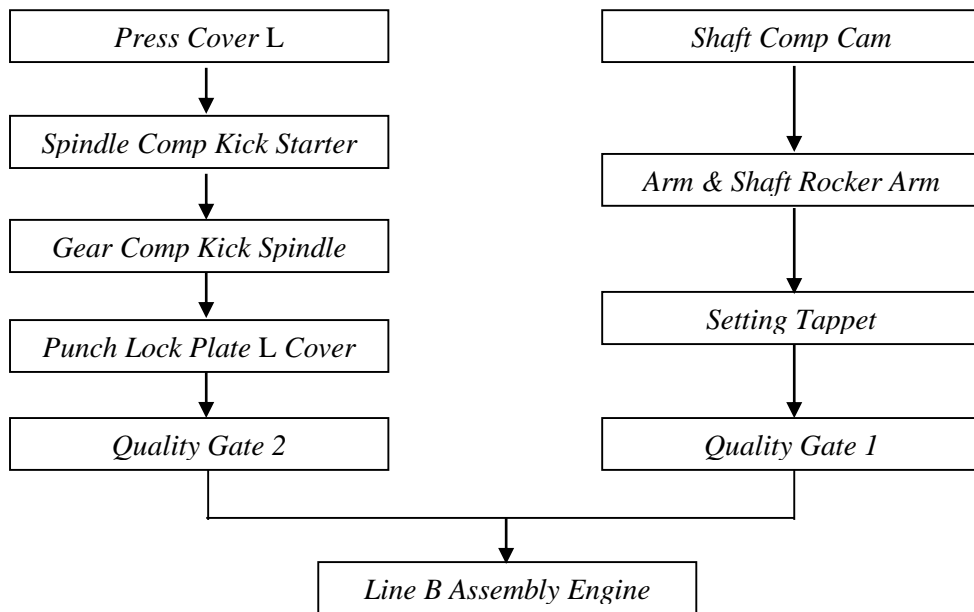 Press Cover L
Spindle Comp Kick Starter
Gear Comp Kick Spindle
Punch Lock Plate L Cover
Quality Gate 2
Shaft Comp Cam
Arm & Shaft Rocker Arm
Setting Tappet
Quality Gate 1
Line B Assembly Engine